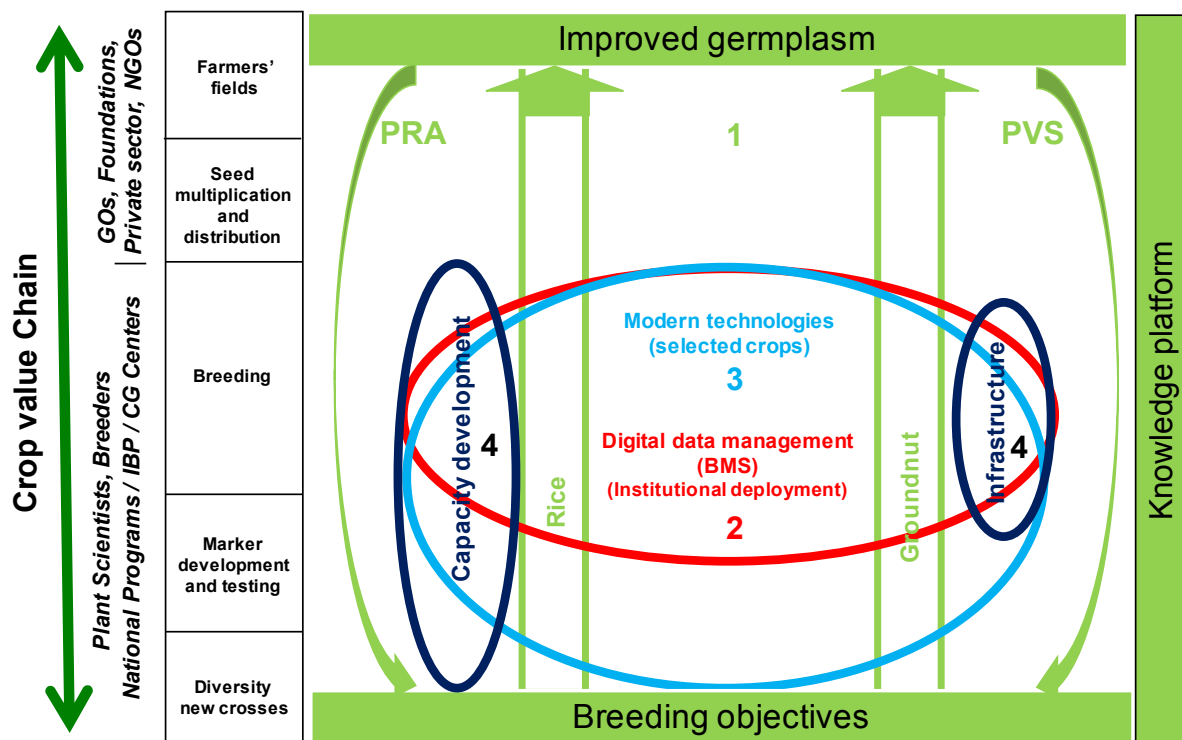 Crop value Chain
GOs, Foundations,
Private sector, NGOs
Plant Scientists, Breeders
National Programs / IBP / CG Centers
Farmers'
fields
Seed
multiplication
and
distribution
Breeding
Marker
development
and testing
Diversity
new crosses
Improved germplasm
PRA
1
PVS
Modern technologies
(selected crops)
3
Digital data management
(BMS)
(Institutional deployment)
2
Capacity development
4
Rice
Groundnut
Infrastructure
4
Breeding objectives
Knowledge platform